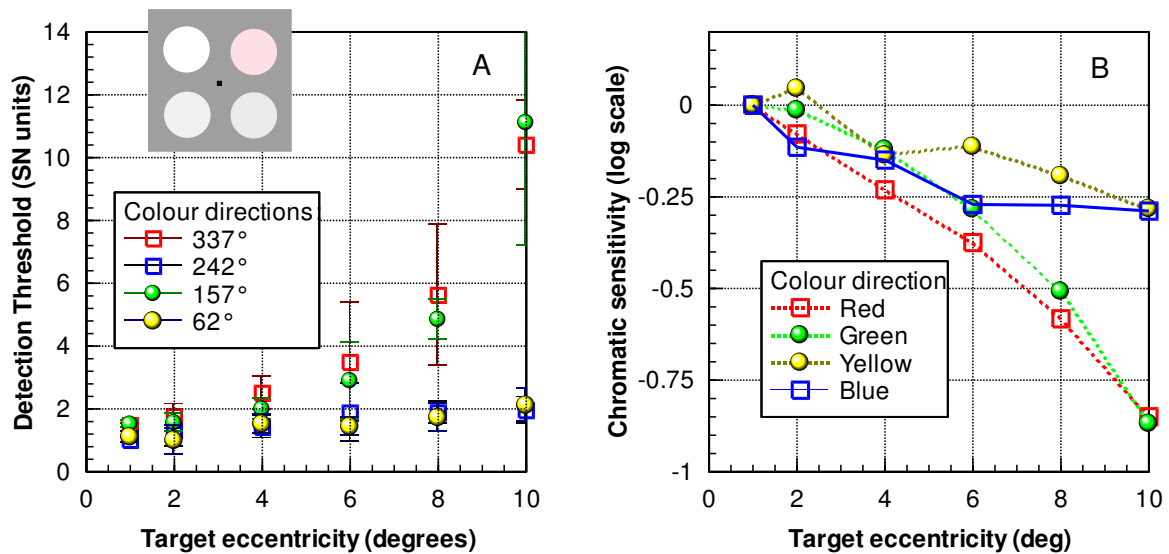 A
Detection Threshold (SN units)
14
12
10
8
6
4
2
0
Colour directions
337°
242°
157°
62°
0 2 4 6 8 10
Target eccentricity (degrees)
B
Chromatic sensitivity (log scale)
0
-0.25
-0.5
-0.75
-1
Colour direction
Red
Green
Yellow
Blue
0 2 4 6 8 10
Target eccentricity (deg)